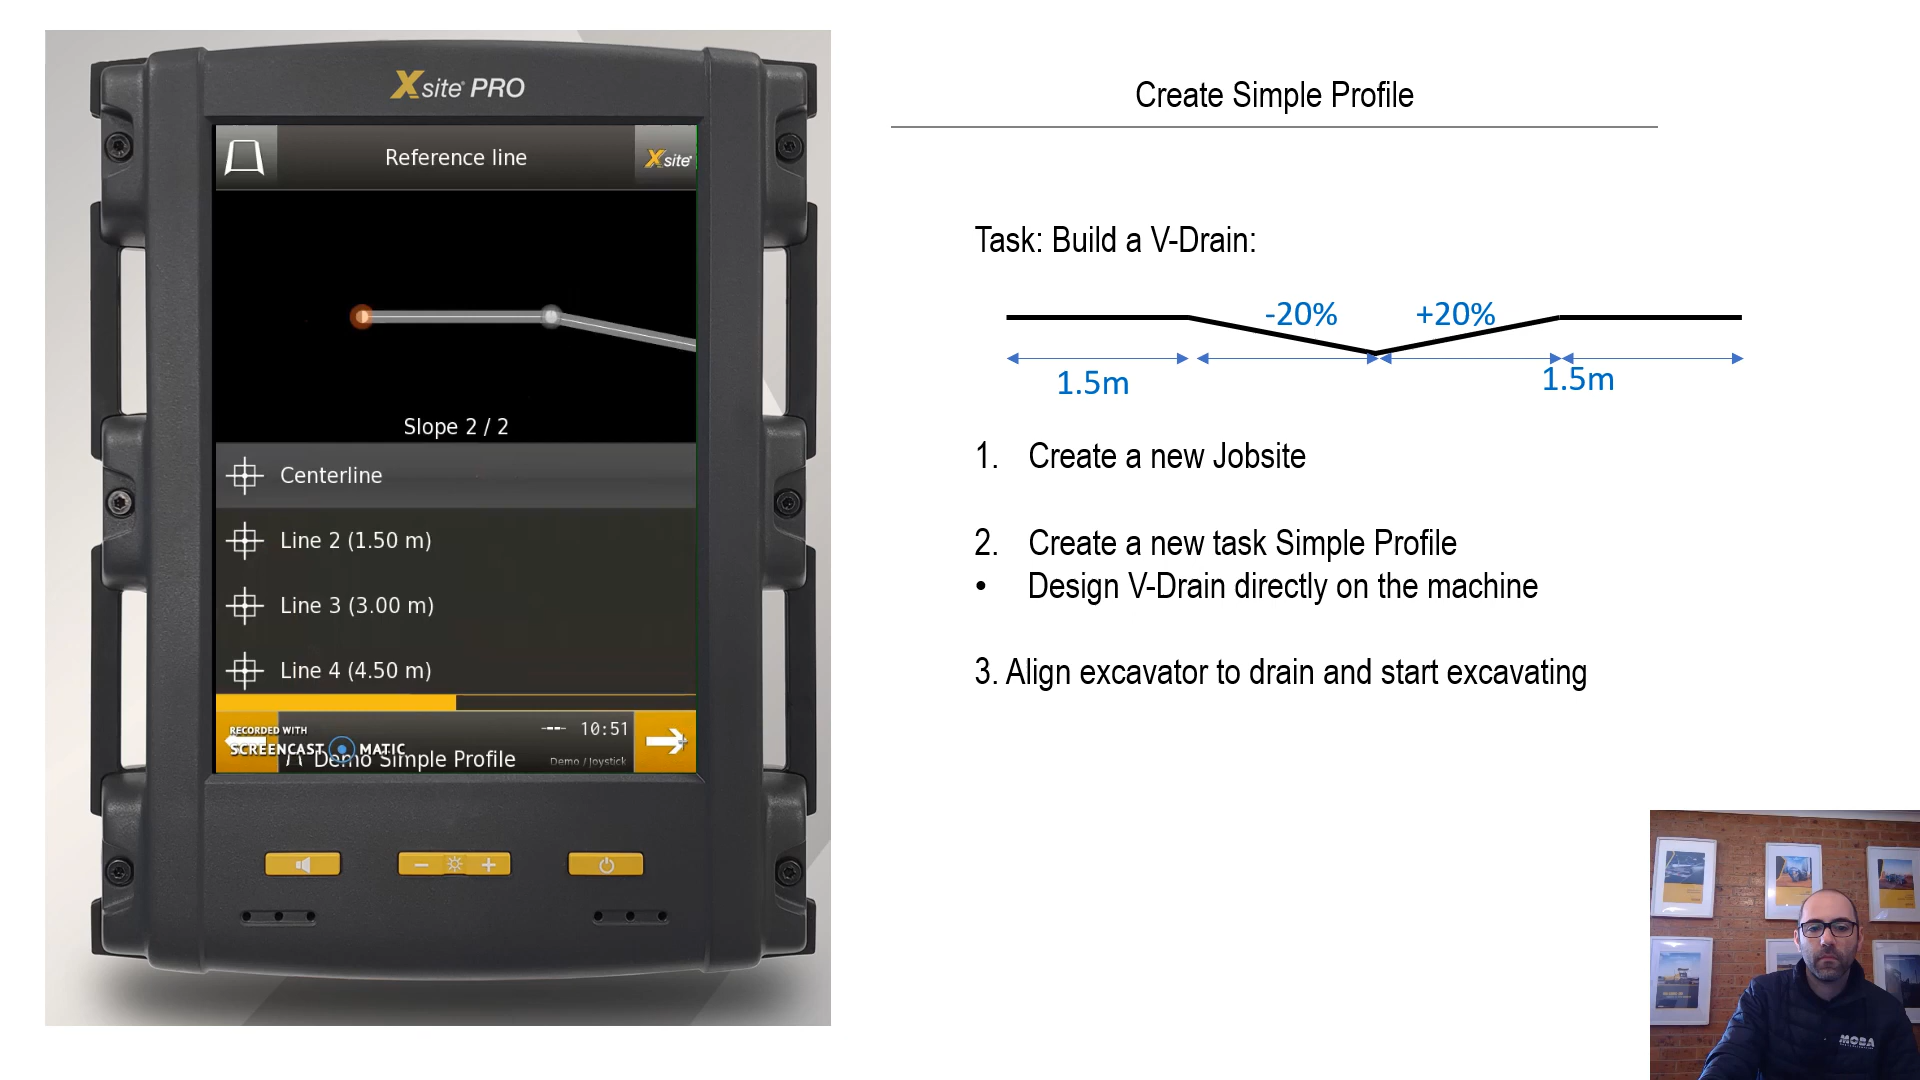 Xsite PRO
Reference line
Xsite
Slope 2 / 2
Centerline
Line 2 (1.50 m)
Line 3 (3.00 m)
Line 4 (4.50 m)
RECORDED WITH
SCREENCAST MATIC
10:51
Demo Simple Profile
Demo / Joystick
Create Simple Profile
Task: Build a V-Drain:
-20% +20%
1.5m 1.5m
1. Create a new Jobsite
2. Create a new task Simple Profile
• Design V-Drain directly on the machine
3. Align excavator to drain and start excavating
MOBA